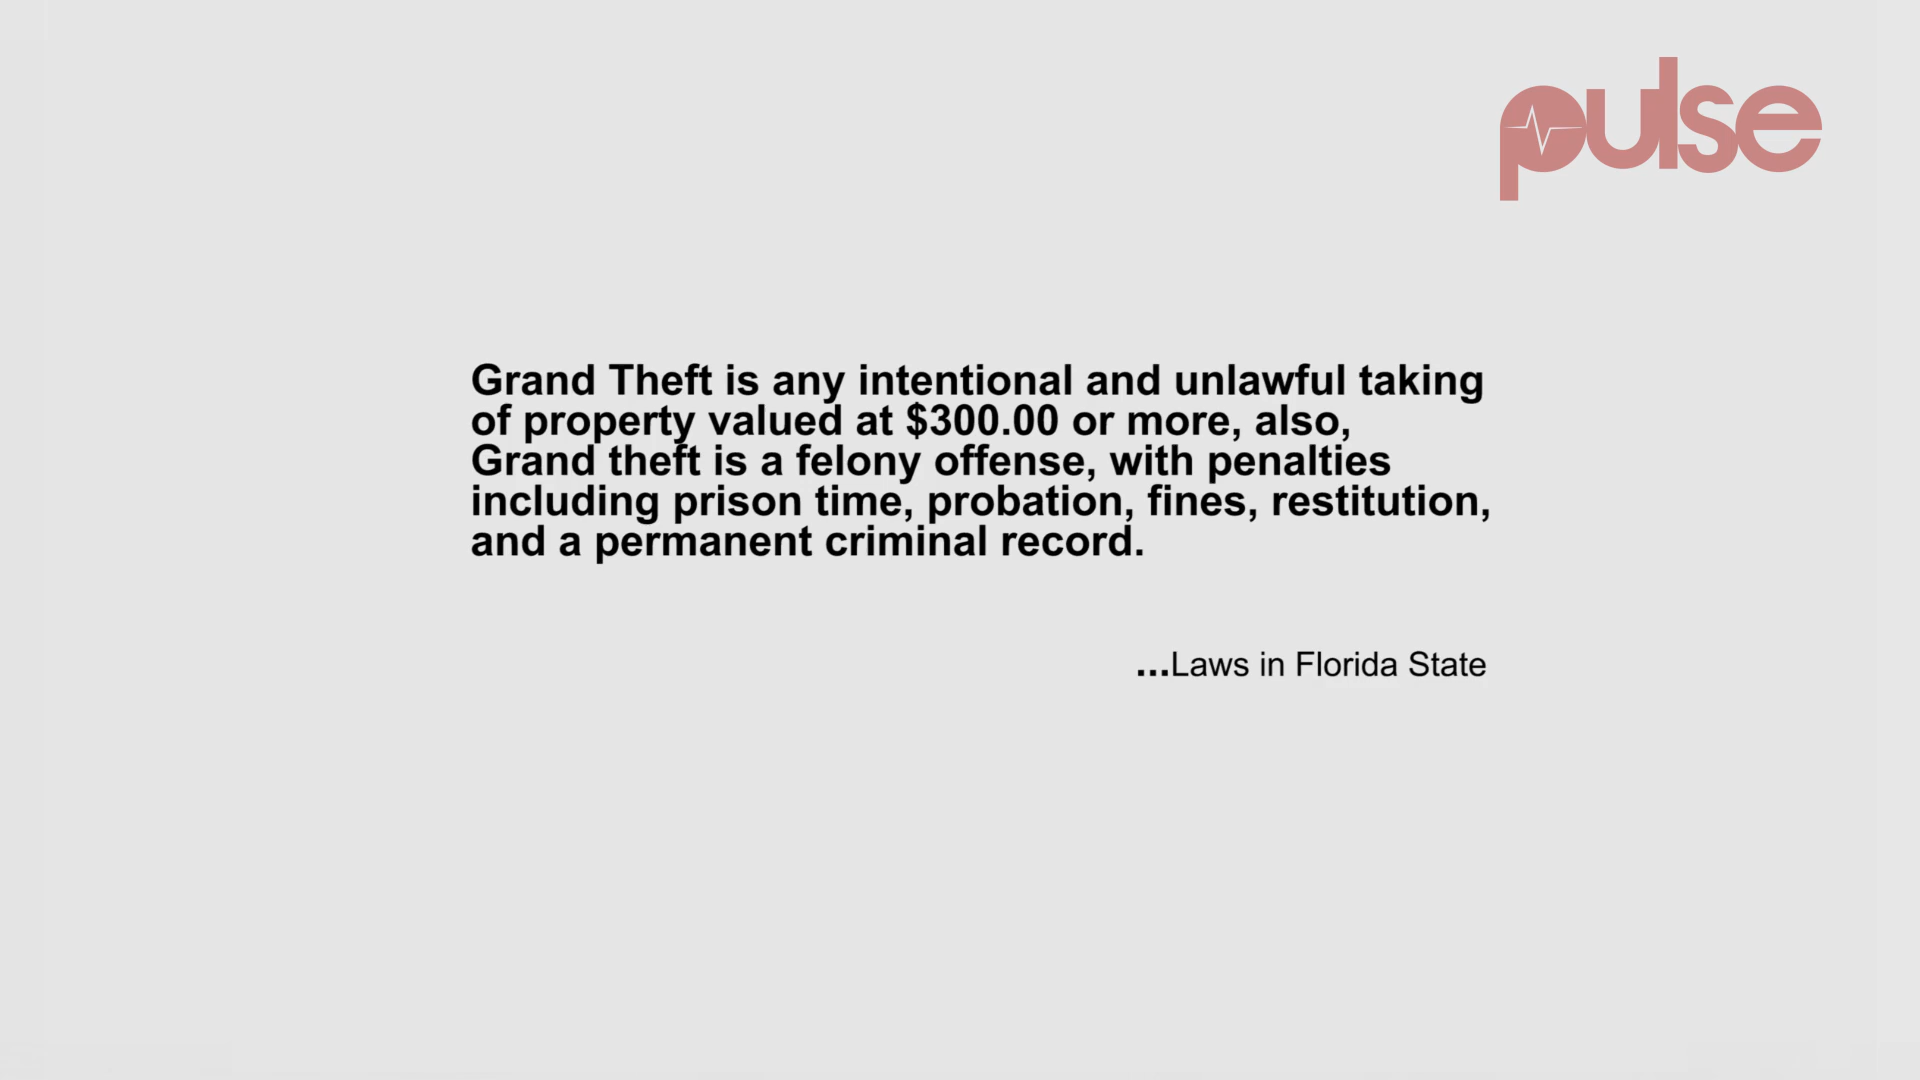 pulse
Grand Theft is any intentional and unlawful taking
of property valued at $300.00 or more, also,
Grand theft is a felony offense, with penalties
including prison time, probation, fines, restitution,
and a permanent criminal record.
...Laws in Florida State